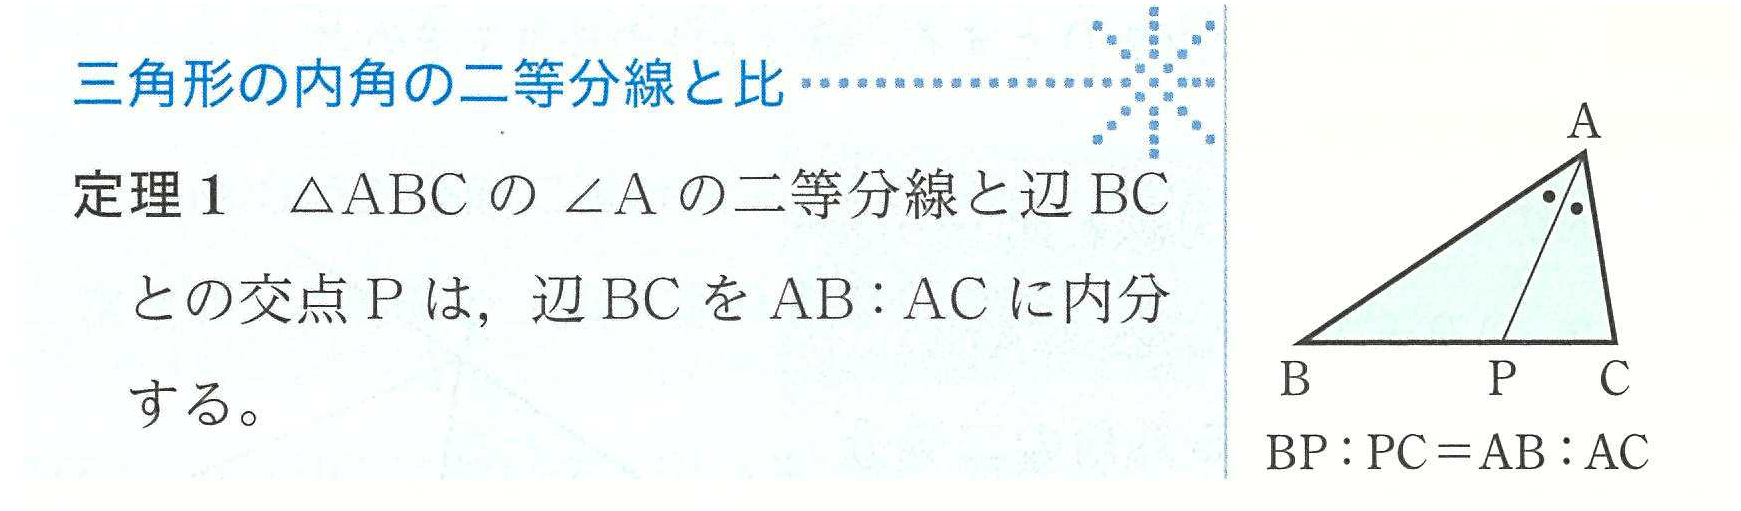 三角形の内角の二等分線と比
定理1 △ABC の ∠A の二等分線と辺 BC
との交点 P は，辺 BC を AB：AC に内分
する。
A
B
P
C
BP：PC＝AB：AC